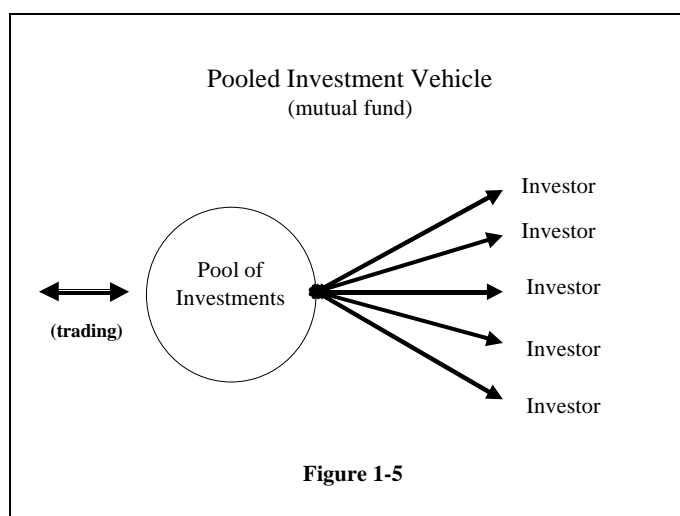 Pooled Investment Vehicle
(mutual fund)
Investor
Investor
Pool of
Investments
Investor
(trading)
Investor
Investor
Figure 1-5